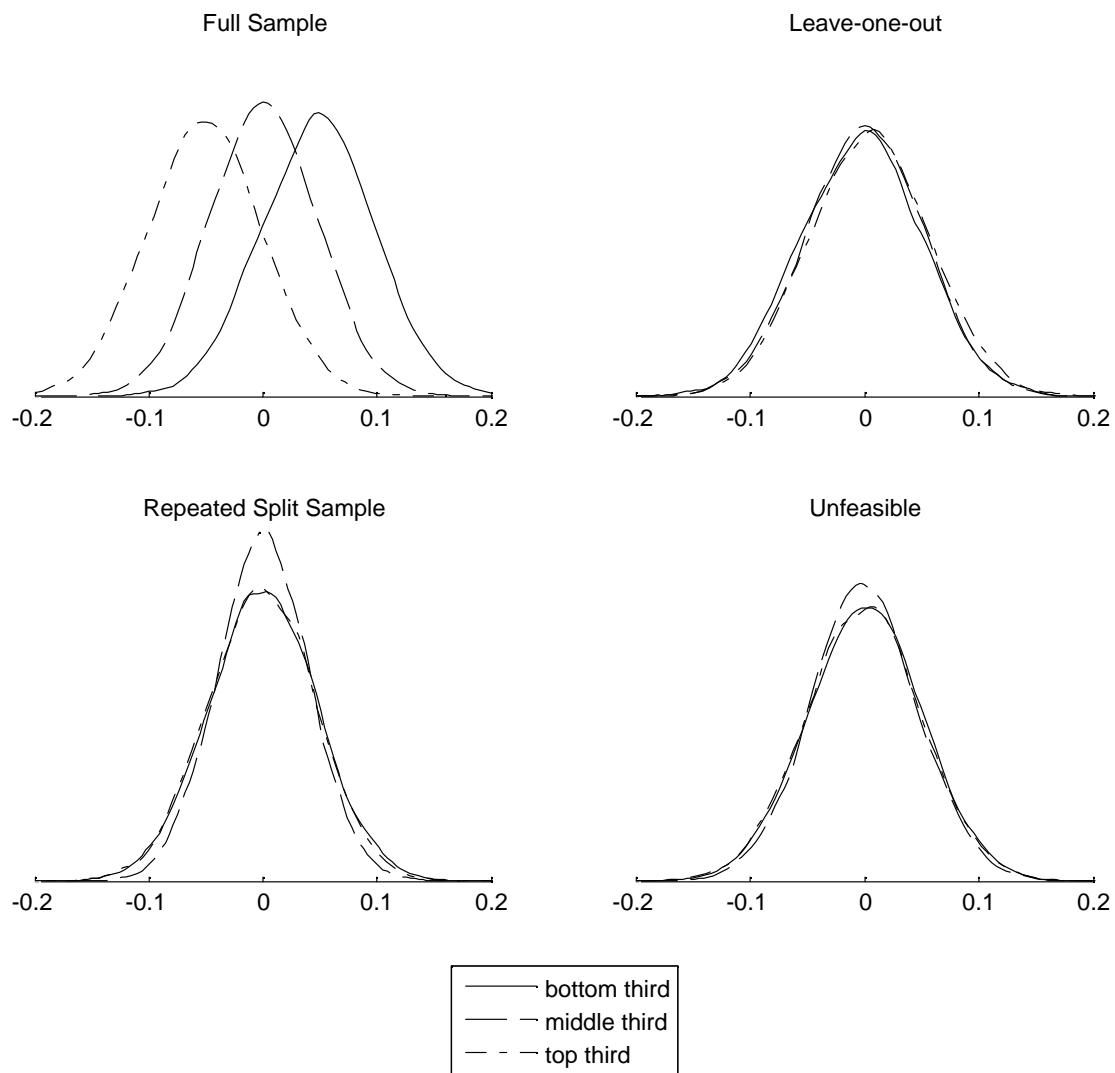 Full Sample
Leave-one-out
-0.2 -0.1 0 0.1 0.2
-0.2 -0.1 0 0.1 0.2
Repeated Split Sample
Unfeasible
-0.2 -0.1 0 0.1 0.2
-0.2 -0.1 0 0.1 0.2
bottom third
middle third
top third